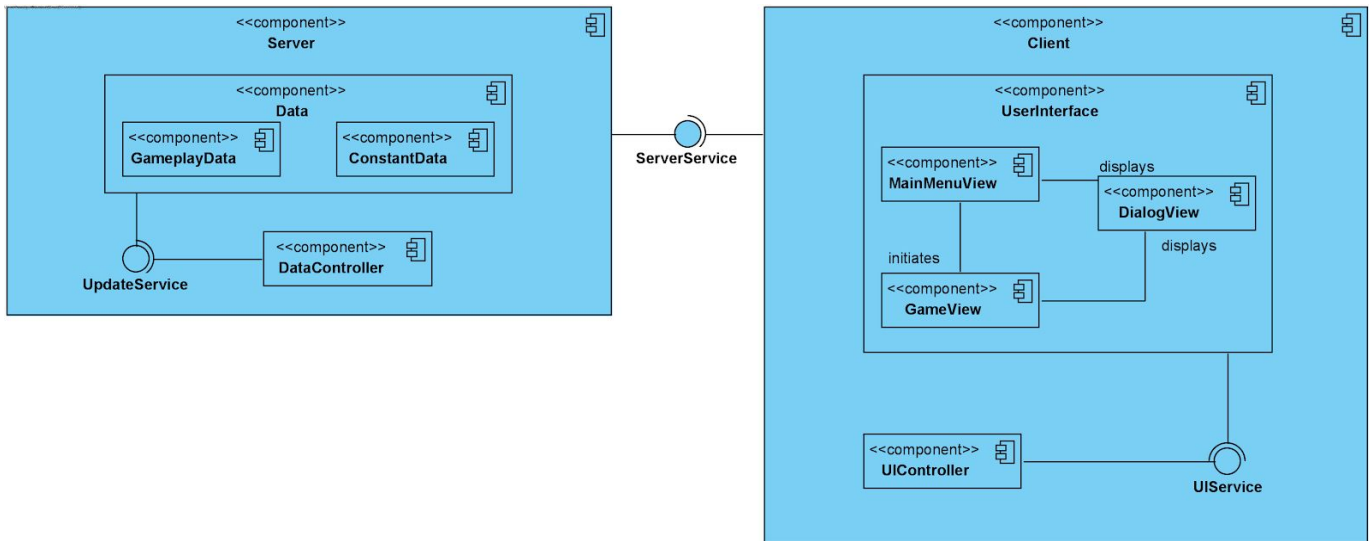 <<component>>
Server
<<component>>
Data
<<component>>
GameplayData
<<component>>
ConstantData
UpdateService
<<component>>
DataController
ServerService
<<component>>
Client
<<component>>
UserInterface
<<component>>
MainMenuView
displays
<<component>>
DialogView
displays
initiates
<<component>>
GameView
<<component>>
UIController
UIService